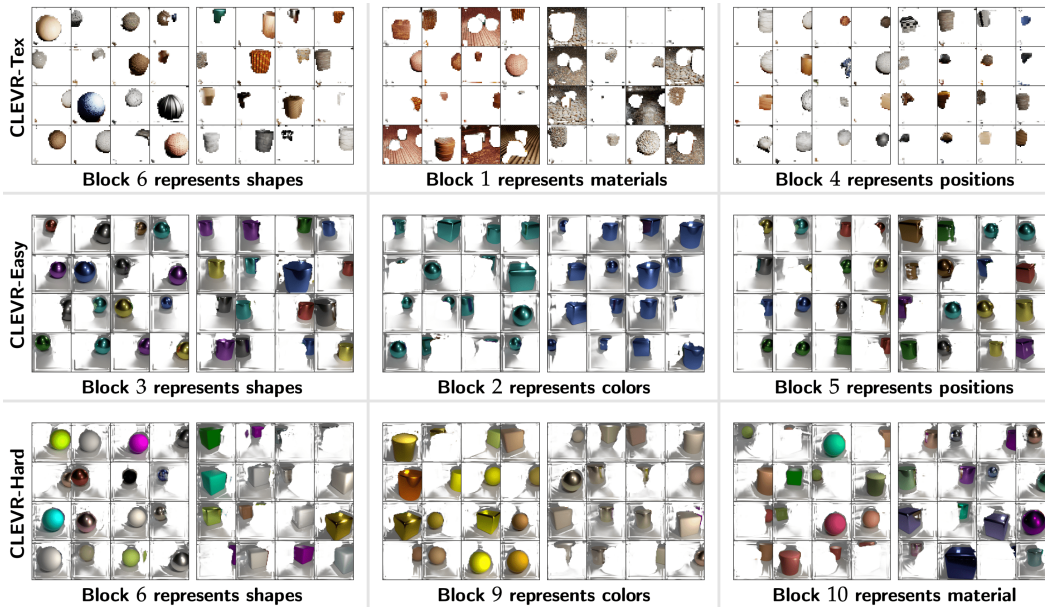 CLEVR-Tex
Block 6 represents shapes
Block 1 represents materials
Block 4 represents positions
CLEVR-Easy
Block 3 represents shapes
Block 2 represents colors
Block 5 represents positions
CLEVR-Hard
Block 6 represents shapes
Block 9 represents colors
Block 10 represents material